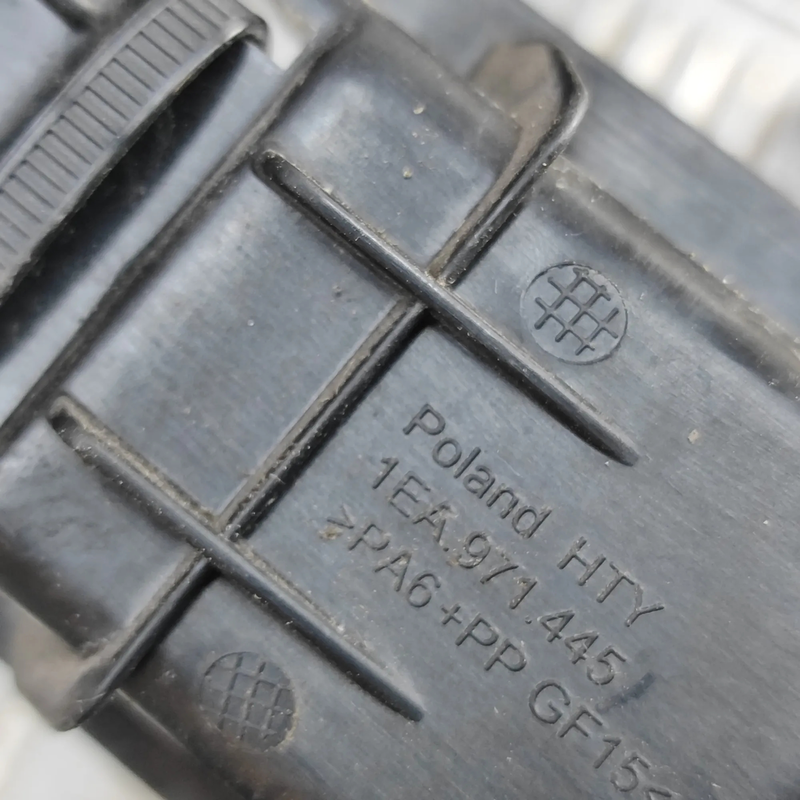 Poland HTY
1EA.971.445
>PA6+PP GF15<